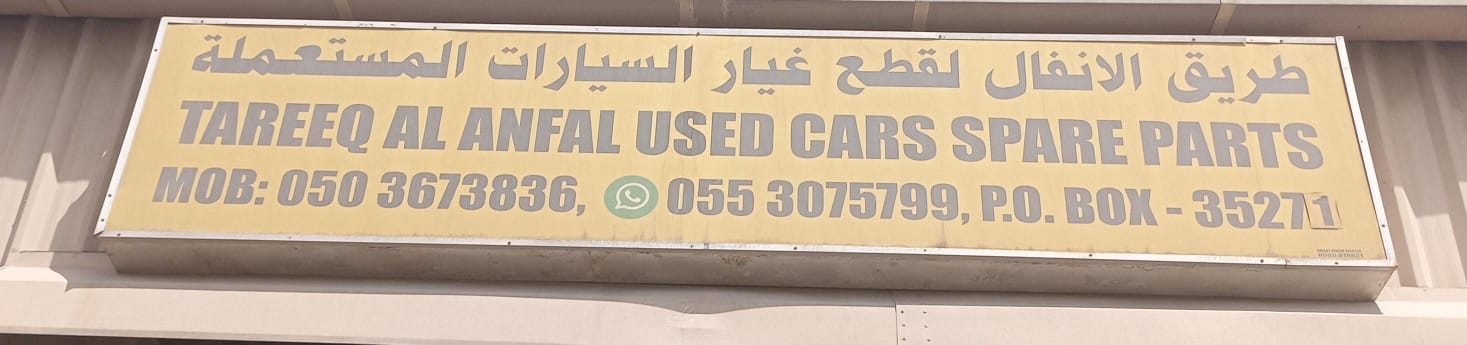 طريق الانفال لقطع غيار السيارات المستعملة
TAREEQ AL ANFAL USED CARS SPARE PARTS
MOB: 050 3673836, 055 3075799, P.O. BOX - 35271